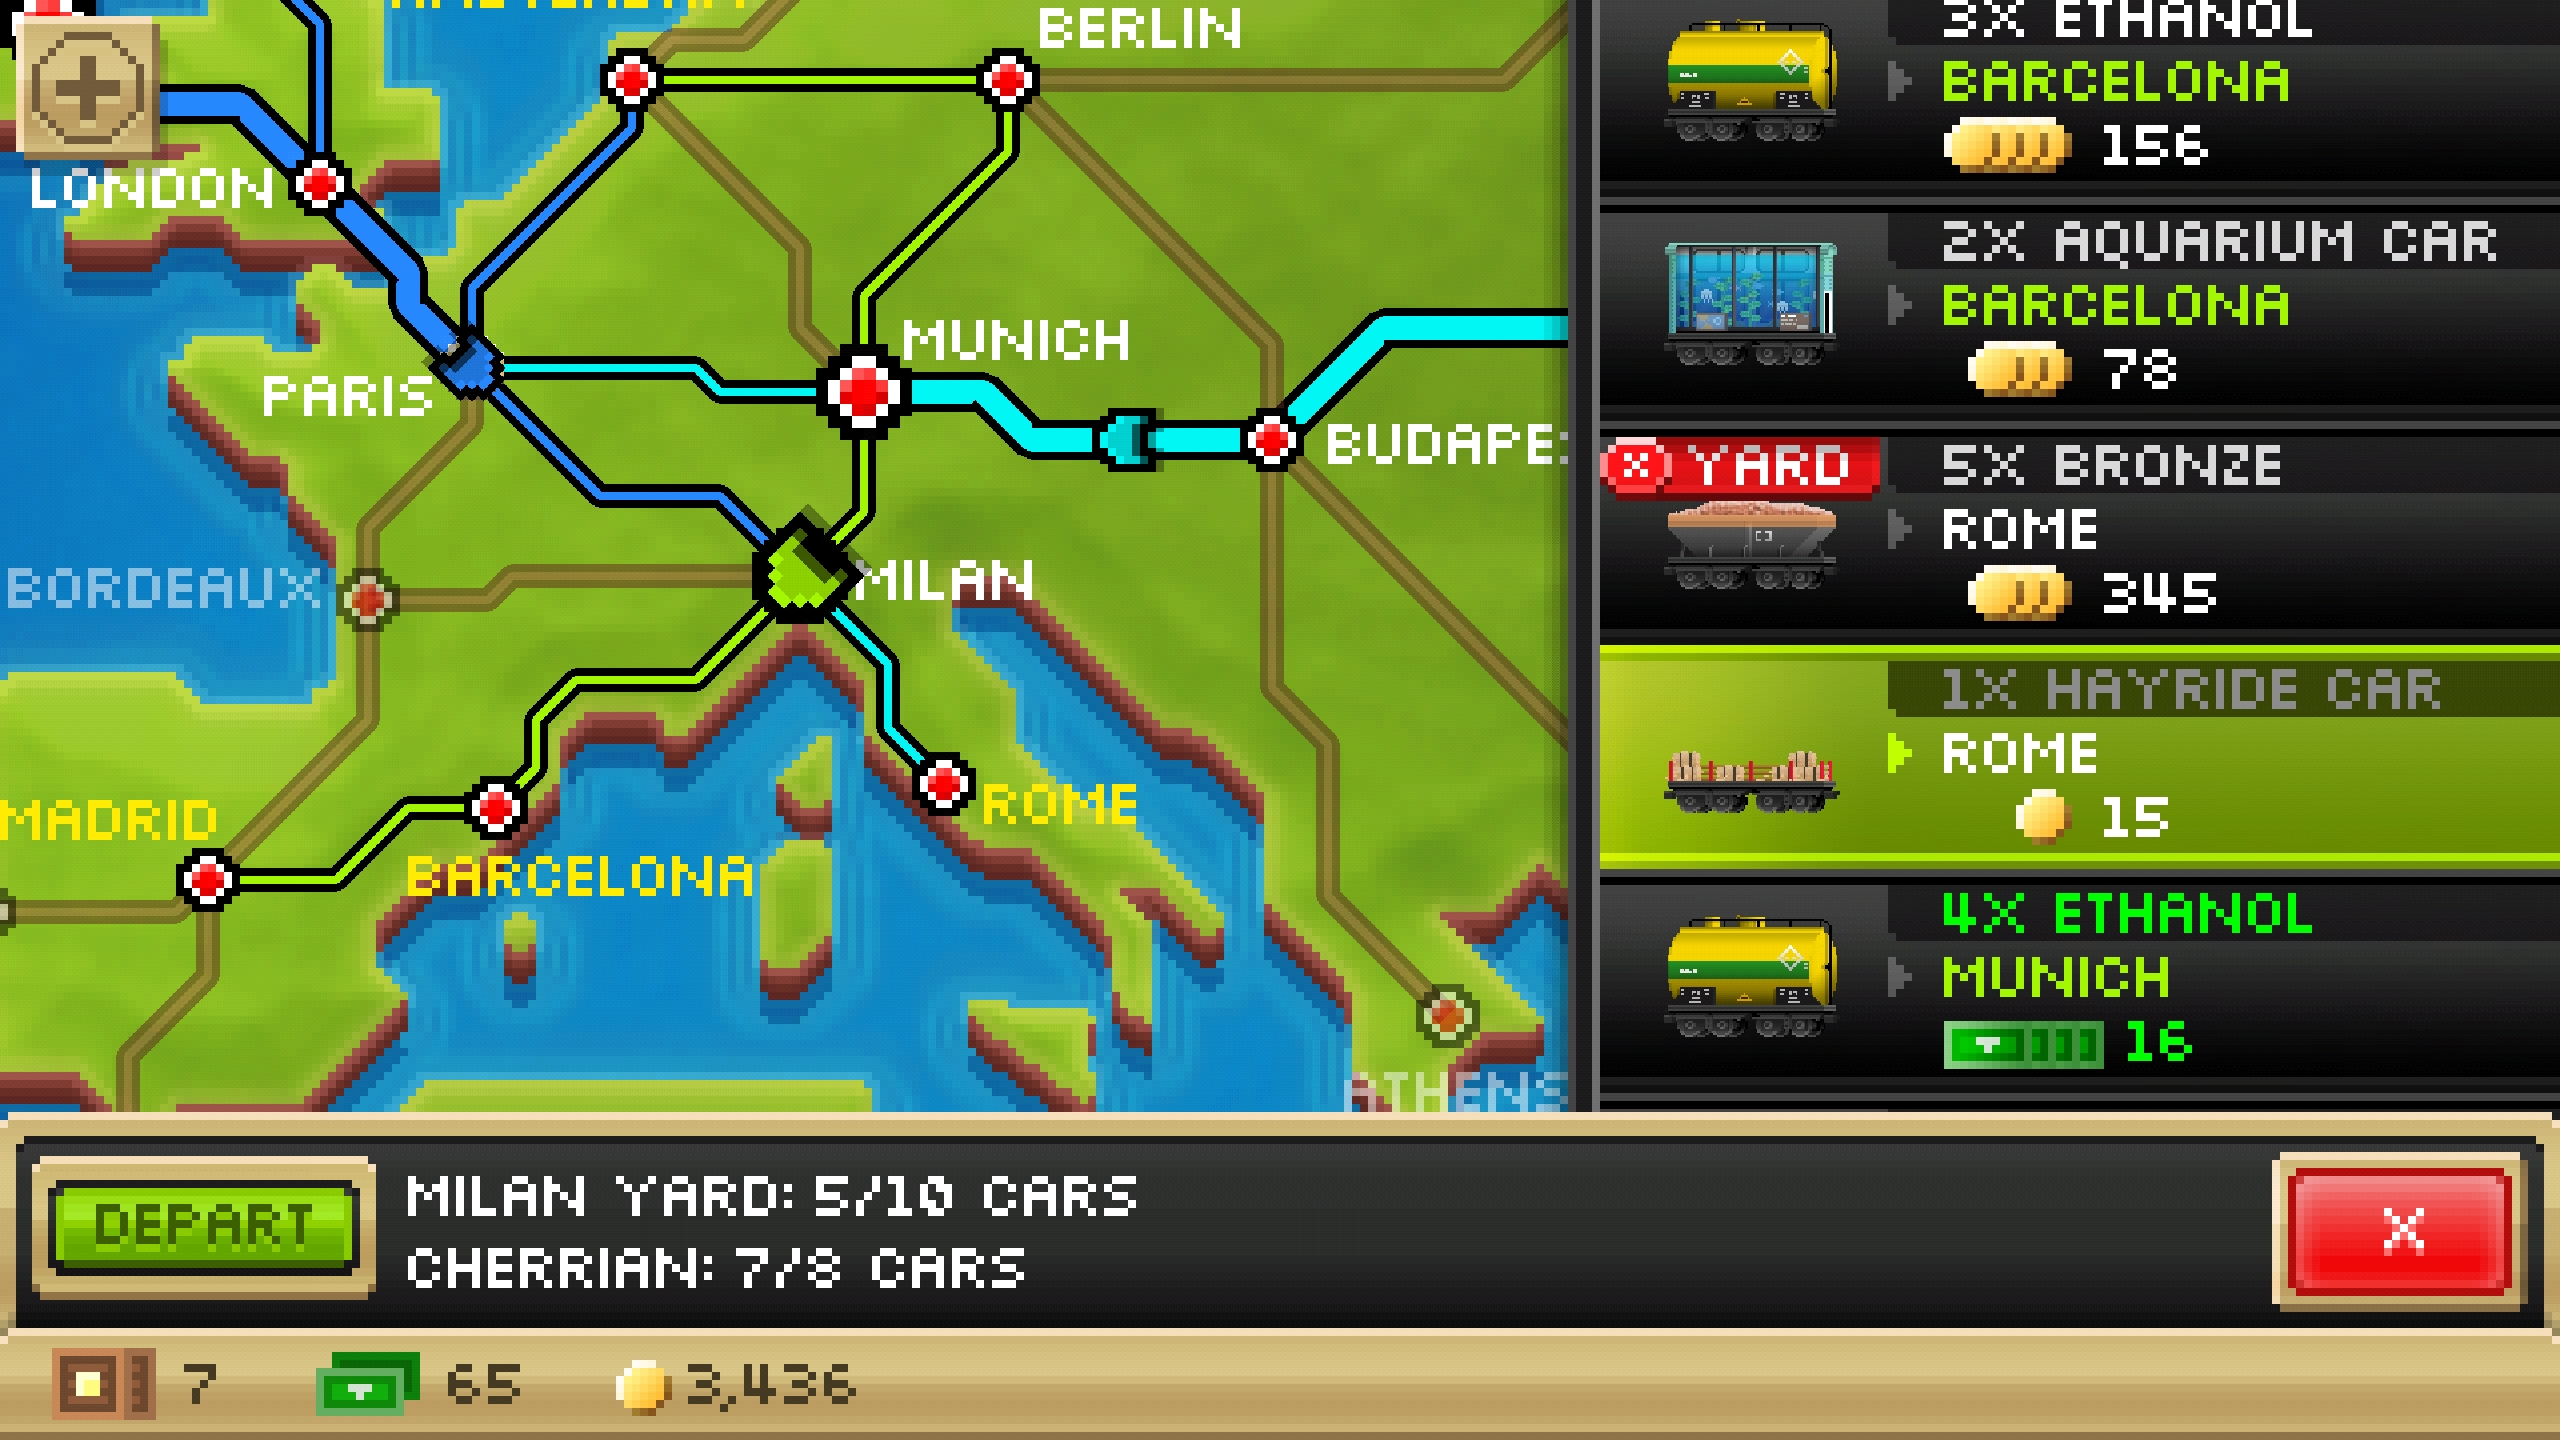 BERLIN
LONDON
MUNICH
PARIS
BUDAPE
MILAN
BORDEAUX
ROME
MADRID
BARCELONA
ATHENS
3X ETHANOL
BARCELONA
156
2X AQUARIUM CAR
BARCELONA
78
YARD
5X BRONZE
ROME
345
1X HAYRIDE CAR
ROME
15
4X ETHANOL
MUNICH
16
DEPART
MILAN YARD: 5/10 CARS
CHERRIAN: 7/8 CARS
X
7
65
3,436